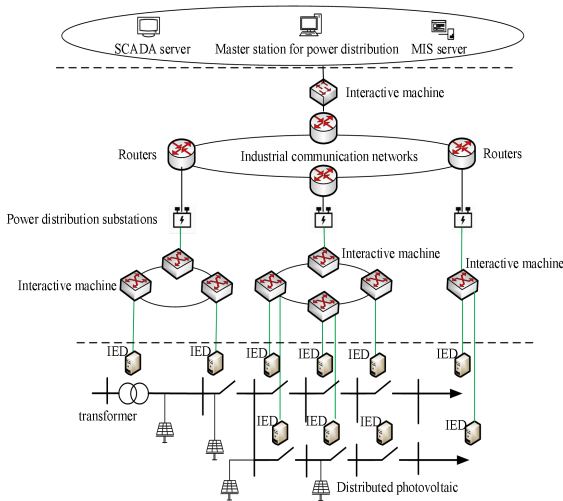 SCADA server
Master station for power distribution
MIS server
Interactive machine
Routers
Industrial communication networks
Routers
Power distribution substations
Interactive machine
Interactive machine
Interactive machine
IED
IED
IED
IED
IED
IED
transformer
IED
IED
IED
IED
Distributed photovoltaic